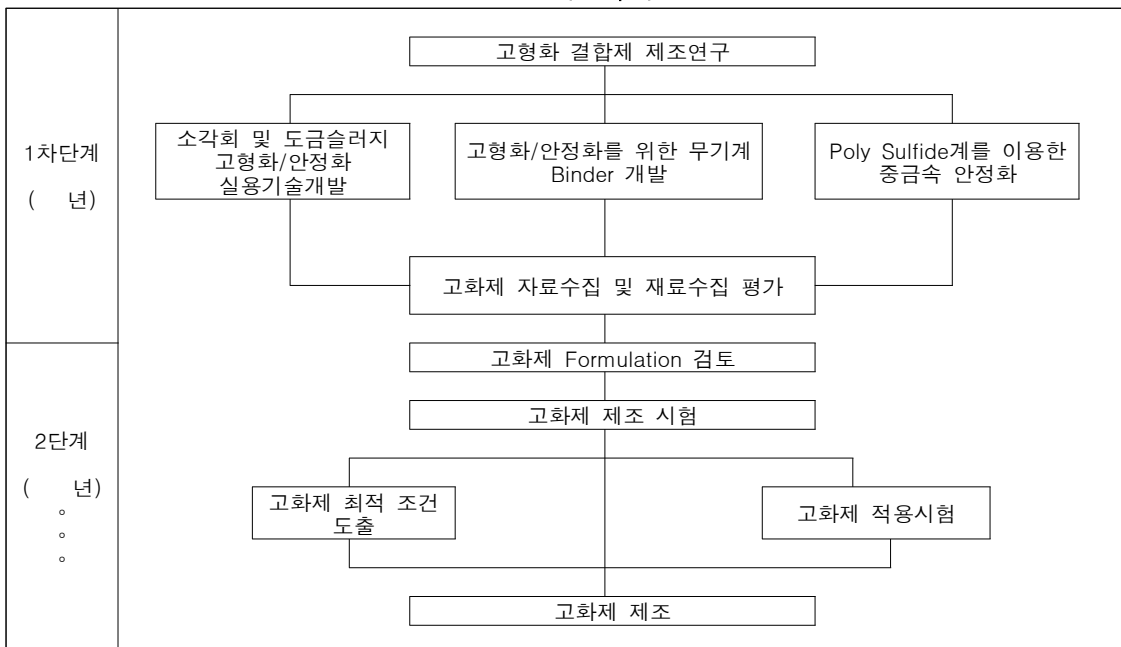 고형화 결합제 제조연구
1차단계
( 년)
소각회 및 도금슬러지
고형화/안정화
실용기술개발
고형화/안정화를 위한 무기계
Binder 개발
Poly Sulfide계를 이용한
중금속 안정화
고화제 자료수집 및 재료수집 평가
고화제 Formulation 검토
고화제 제조 시험
2단계
( 년)
고화제 최적 조건
도출
고화제 적용시험
고화제 제조